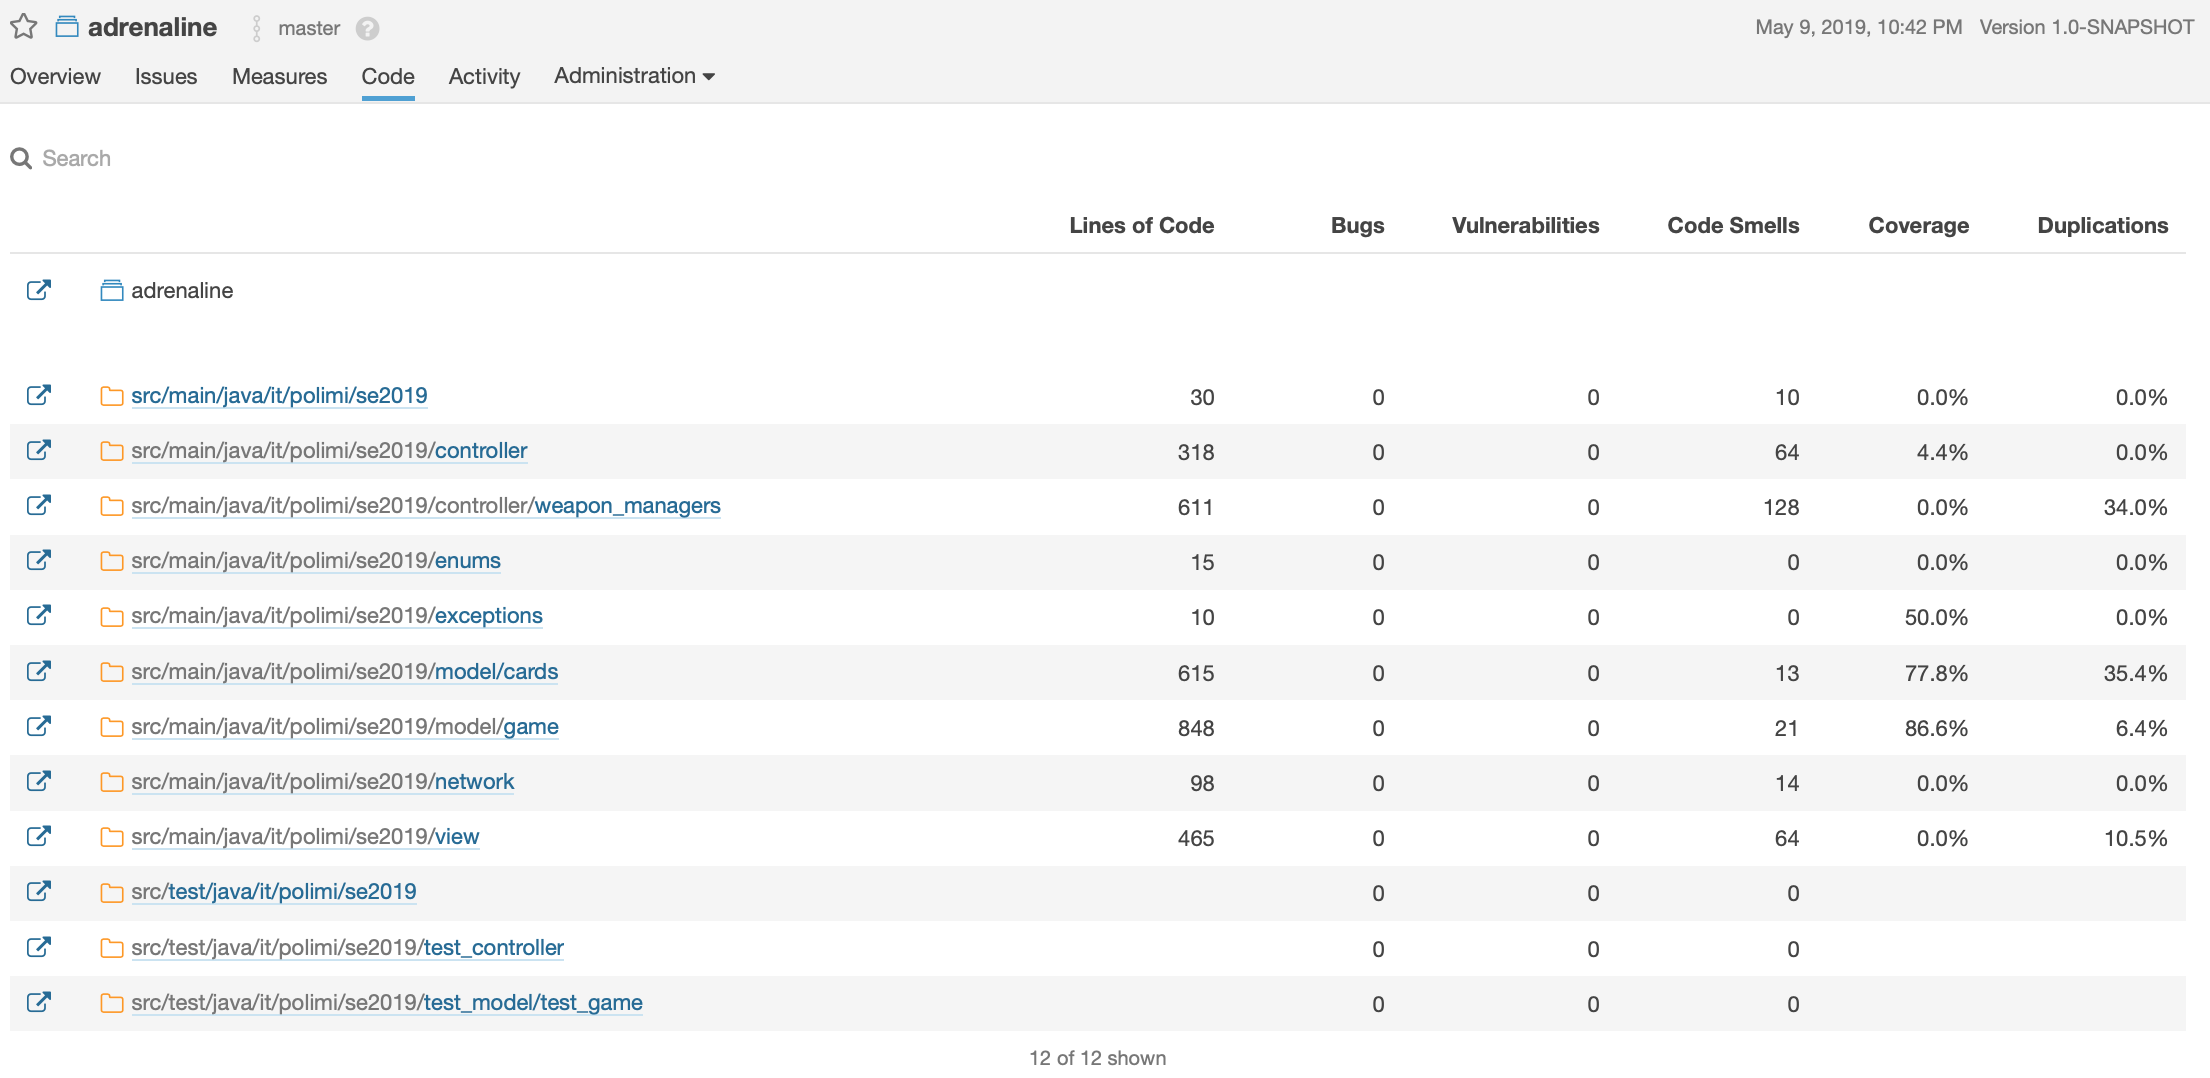 adrenaline master ? May 9, 2019, 10:42 PM Version 1.0-SNAPSHOT
Overview Issues Measures Code Activity Administration
Search
Lines of Code Bugs Vulnerabilities Code Smells Coverage Duplications
adrenaline
src/main/java/it/polimi/se2019 30 0 0 10 0.0% 0.0%
src/main/java/it/polimi/se2019/controller 318 0 0 64 4.4% 0.0%
src/main/java/it/polimi/se2019/controller/weapon_managers 611 0 0 128 0.0% 34.0%
src/main/java/it/polimi/se2019/enums 15 0 0 0 0.0% 0.0%
src/main/java/it/polimi/se2019/exceptions 10 0 0 0 50.0% 0.0%
src/main/java/it/polimi/se2019/model/cards 615 0 0 13 77.8% 35.4%
src/main/java/it/polimi/se2019/model/game 848 0 0 21 86.6% 6.4%
src/main/java/it/polimi/se2019/network 98 0 0 14 0.0% 0.0%
src/main/java/it/polimi/se2019/view 465 0 0 64 0.0% 10.5%
src/test/java/it/polimi/se2019 0 0 0
src/test/java/it/polimi/se2019/test_controller 0 0 0
src/test/java/it/polimi/se2019/test_model/test_game 0 0 0
12 of 12 shown